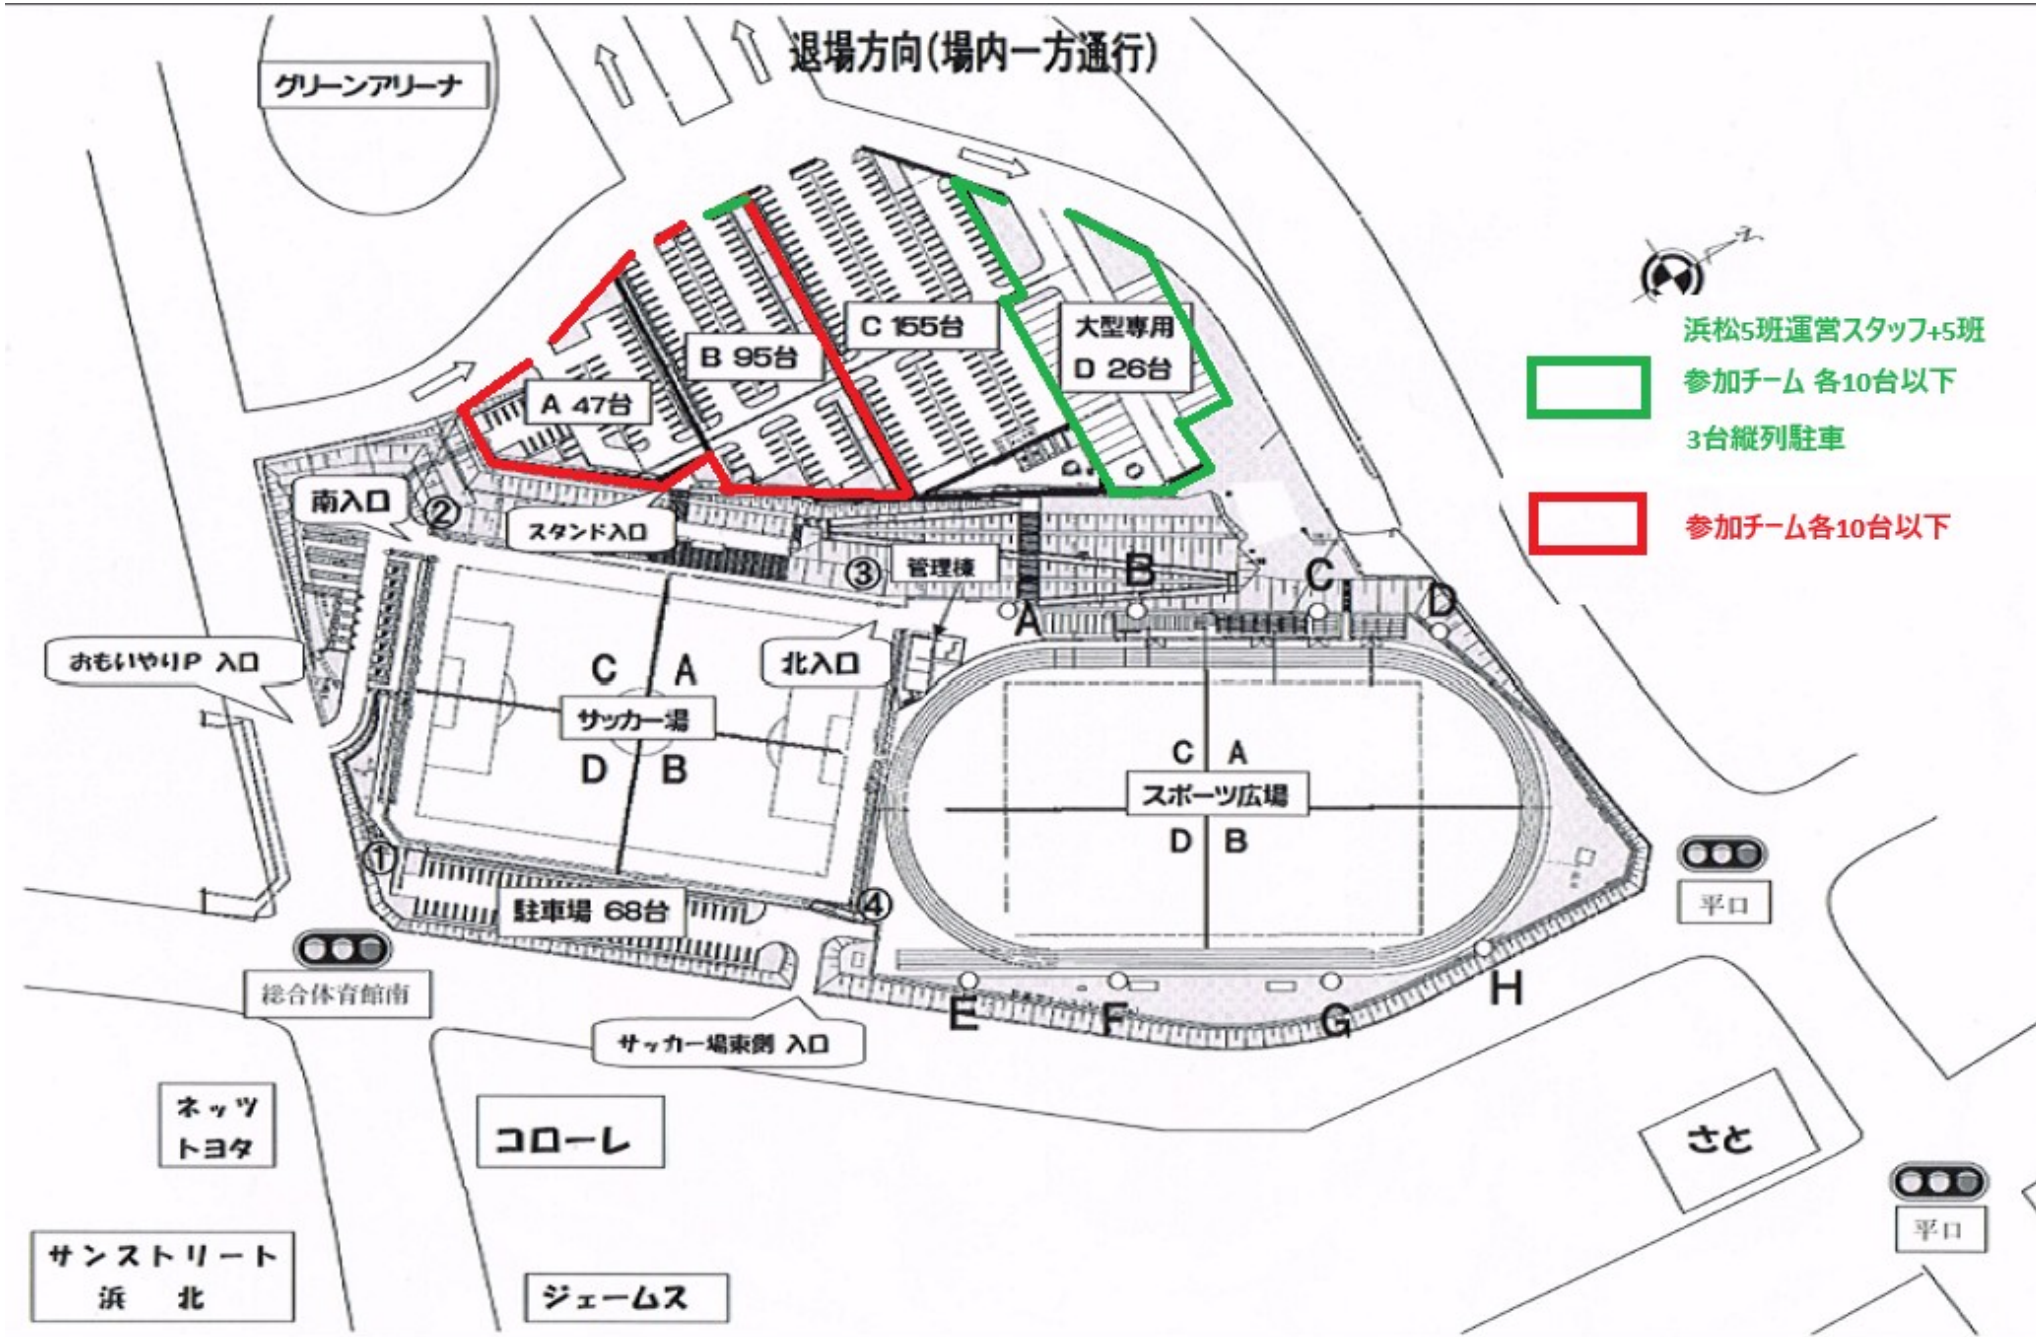 退場方向(場内一方通行)
グリーンアリーナ
C 155台
大型専用
D 26台
B 95台
A 47台
浜松5班運営スタッフ+5班
参加チーム 各10台以下
3台縦列駐車
参加チーム各10台以下
南入口
②
スタンド入口
③
管理棟
A
B
C
D
おもいやりP 入口
北入口
C A
サッカー場
D B
C A
スポーツ広場
D B
①
駐車場 68台
④
平口
総合体育館南
サッカー場東側 入口
E
F
G
H
ネッツ
トヨタ
コローレ
さと
平口
サンストリート
浜 北
ジェームス